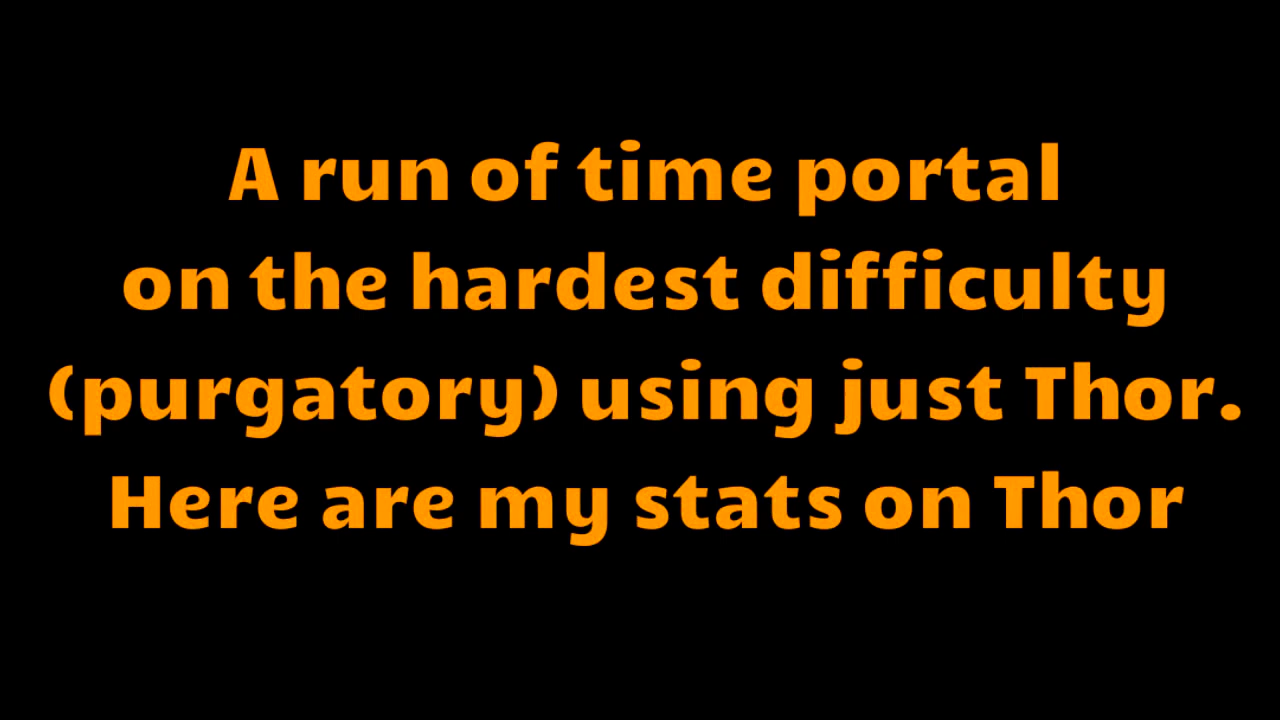 A run of time portal
on the hardest difficulty
(purgatory) using just Thor.
Here are my stats on Thor